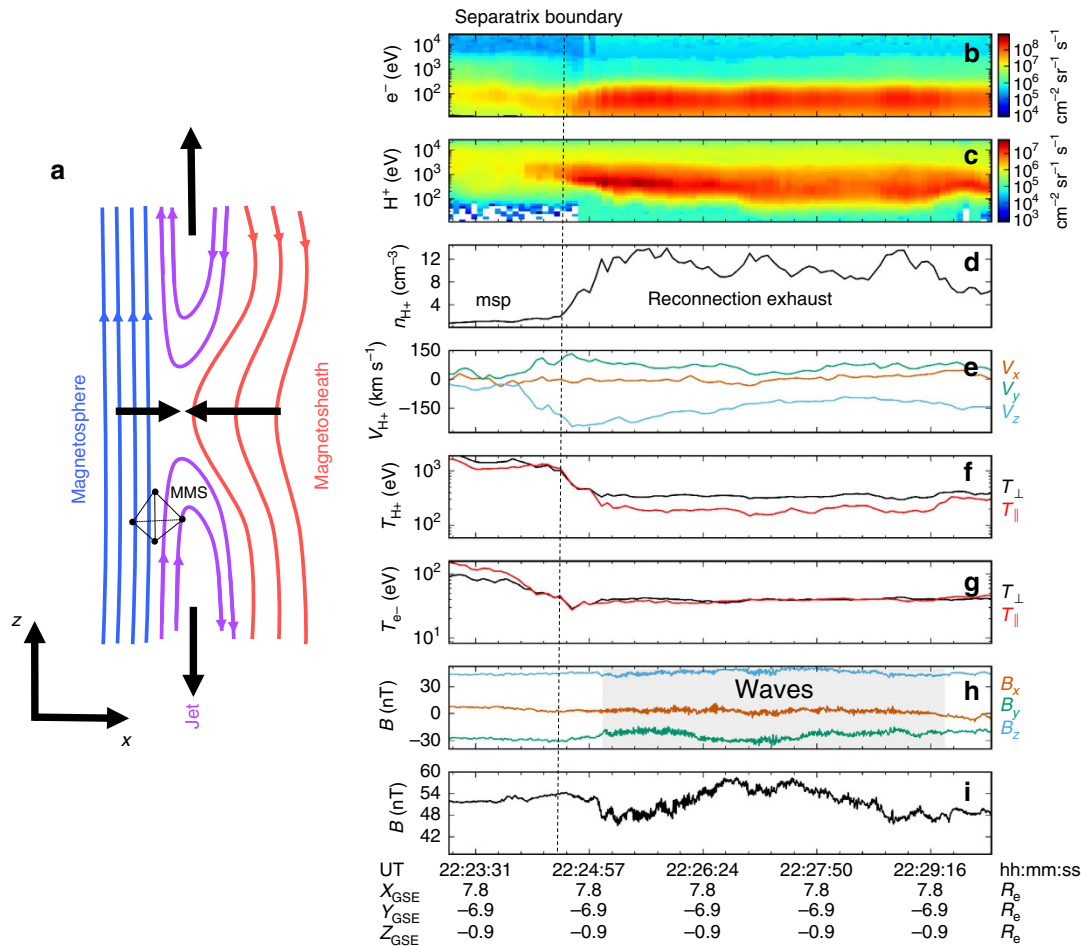 Separatrix boundary
a
Magnetosphere
Magnetosheath
MMS
Jet
z
x
b
e⁻ (eV)
10⁴
10³
10²
10⁸
10⁷
10⁶
10⁵
10⁴
cm⁻² sr⁻¹ s⁻¹
c
H⁺ (eV)
10⁴
10³
10²
10⁷
10⁶
10⁵
10⁴
10³
cm⁻² sr⁻¹ s⁻¹
d
n_H+ (cm⁻³)
12
8
4
msp
Reconnection exhaust
e
V_H+ (km s⁻¹)
150
0
−150
V_x
V_y
V_z
f
T_H+ (eV)
10³
10²
T_⊥
T_∥
g
T_e− (eV)
10²
10¹
T_⊥
T_∥
h
B (nT)
30
0
−30
Waves
B_x
B_y
B_z
i
B (nT)
60
54
48
42
UT 22:23:31 22:24:57 22:26:24 22:27:50 22:29:16 hh:mm:ss
X_GSE 7.8 7.8 7.8 7.8 7.8 R_e
Y_GSE −6.9 −6.9 −6.9 −6.9 −6.9 R_e
Z_GSE −0.9 −0.9 −0.9 −0.9 −0.9 R_e